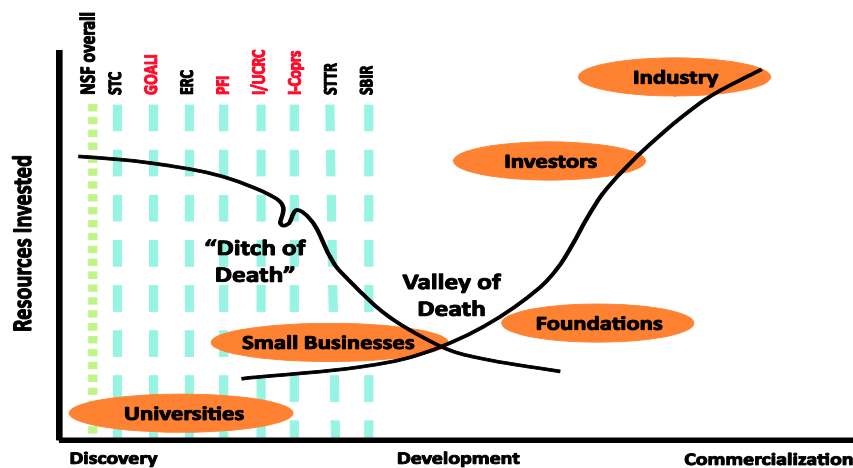 NSF overall
STC
GOALI
ERC
PFI
I/UCRC
I-Coprs
STTR
SBIR
Resources Invested
Industry
Investors
“Ditch of
Death”
Valley of
Death
Foundations
Small Businesses
Universities
Discovery
Development
Commercialization